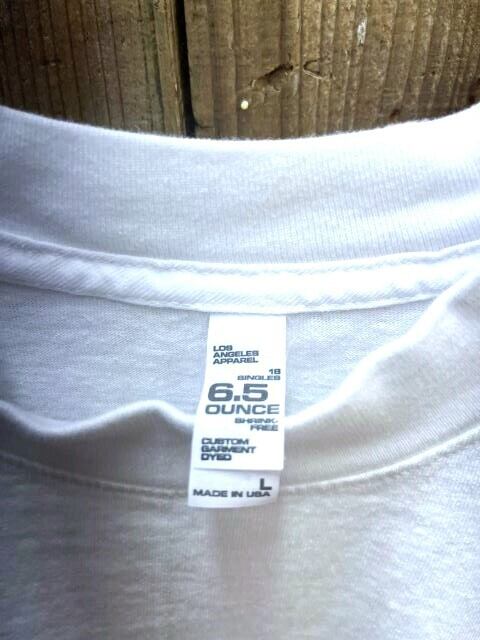 LOS
ANGELES
APPAREL
18
SINGLES
6.5
OUNCE
SHRINK-
FREE
CUSTOM
GARMENT
DYED
L
MADE IN USA